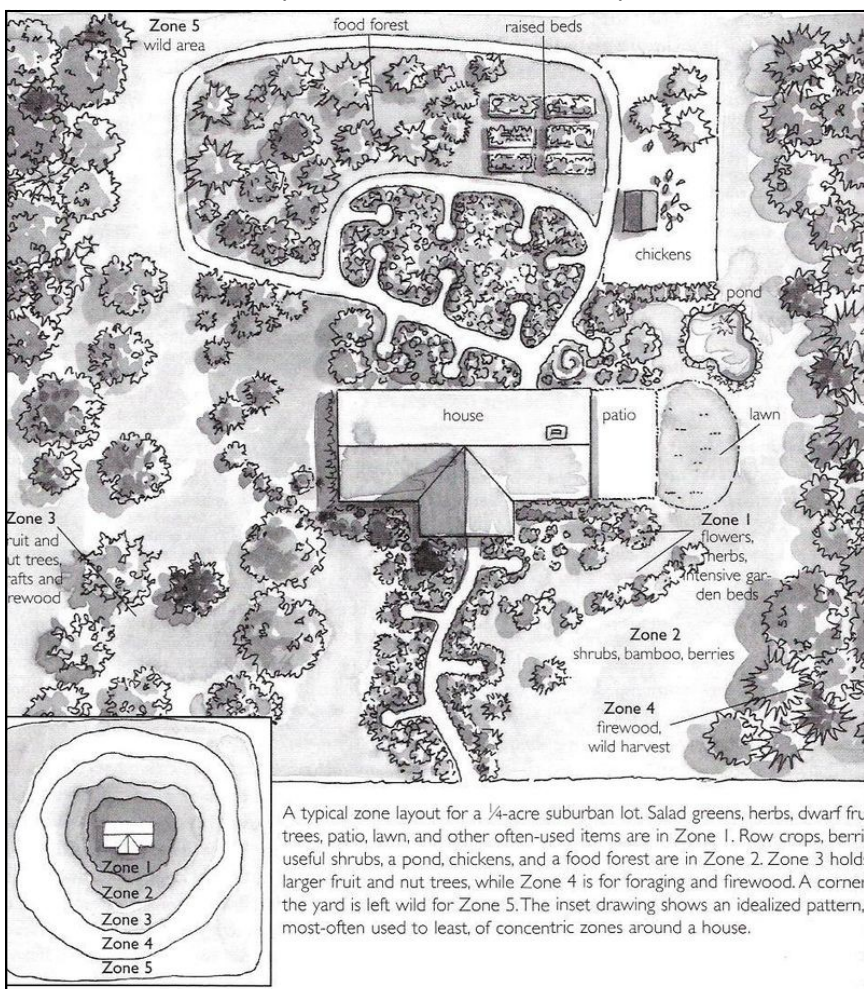 Zone 5
wild area
food forest
raised beds
chickens
pond
house
patio
lawn
Zone 3
ruit and
ut trees,
rafts and
rewood
Zone 1
flowers,
herbs,
intensive gar-
den beds
Zone 2
shrubs, bamboo, berries
Zone 4
firewood,
wild harvest
Zone 1
Zone 2
Zone 3
Zone 4
Zone 5
A typical zone layout for a ¼-acre suburban lot. Salad greens, herbs, dwarf fru
trees, patio, lawn, and other often-used items are in Zone 1. Row crops, berri
useful shrubs, a pond, chickens, and a food forest are in Zone 2. Zone 3 hold
larger fruit and nut trees, while Zone 4 is for foraging and firewood. A corner
the yard is left wild for Zone 5. The inset drawing shows an idealized pattern,
most-often used to least, of concentric zones around a house.